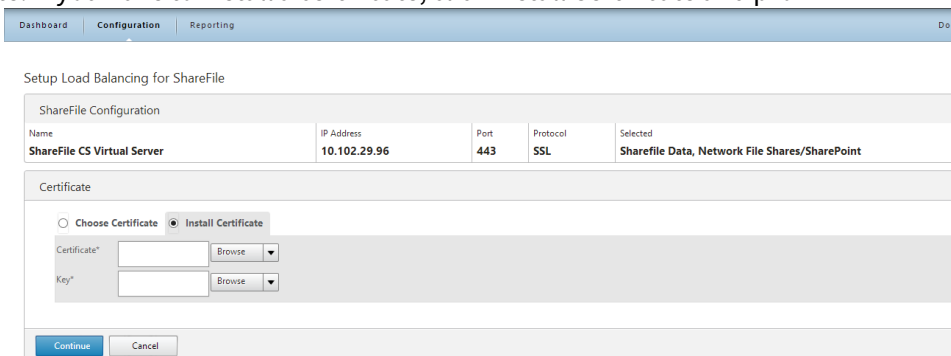 Dashboard Configuration Reporting
Setup Load Balancing for ShareFile
ShareFile Configuration
Name IP Address Port Protocol Selected
ShareFile CS Virtual Server 10.102.29.96 443 SSL Sharefile Data, Network File Shares/SharePoint
Certificate
Choose Certificate Install Certificate
Certificate* Browse
Key* Browse
Continue Cancel